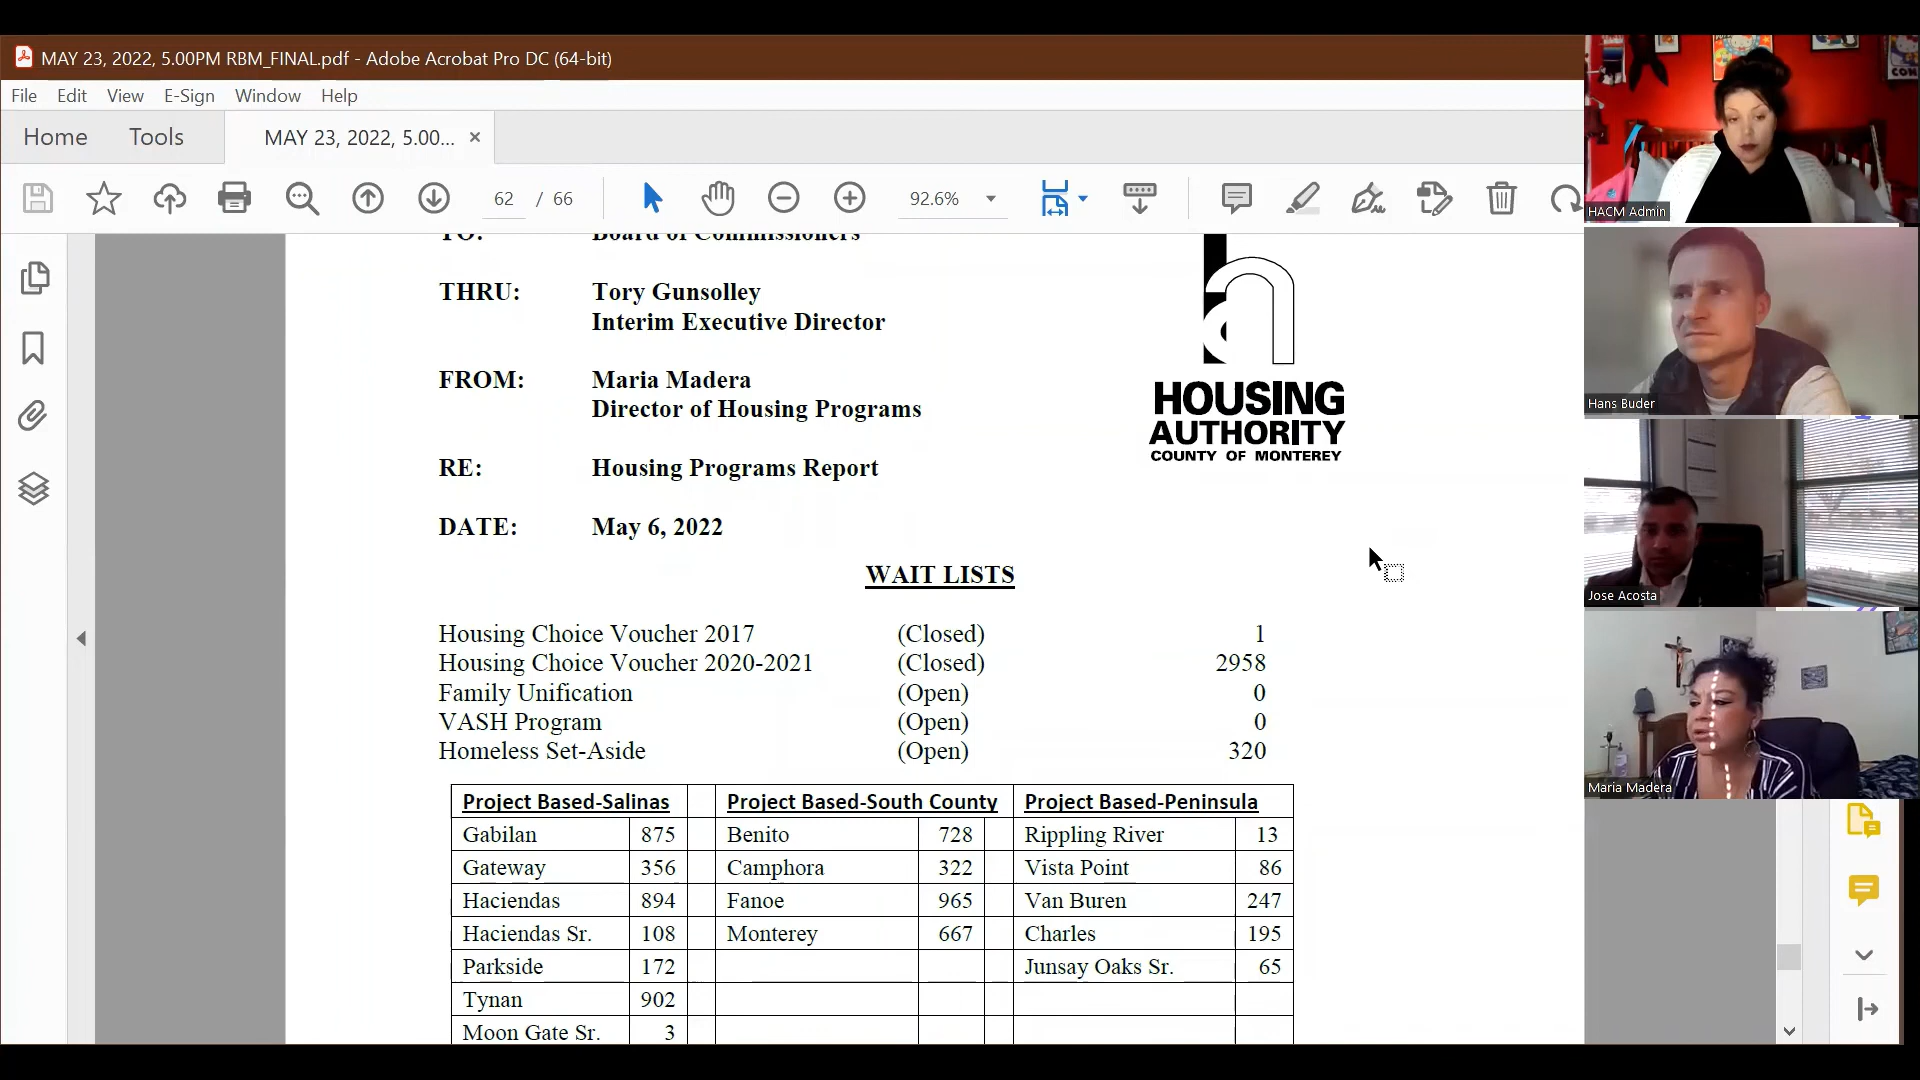 MAY 23, 2022, 5.00PM RBM_FINAL.pdf - Adobe Acrobat Pro DC (64-bit)
File Edit View E-Sign Window Help
Home Tools MAY 23, 2022, 5.00... ×
62 / 66 92.6%
TO: Board of Commissioners
THRU: Tory Gunsolley
Interim Executive Director
FROM: Maria Madera
Director of Housing Programs
RE: Housing Programs Report
DATE: May 6, 2022
ha
HOUSING
AUTHORITY
COUNTY OF MONTEREY
WAIT LISTS
Housing Choice Voucher 2017 (Closed) 1
Housing Choice Voucher 2020-2021 (Closed) 2958
Family Unification (Open) 0
VASH Program (Open) 0
Homeless Set-Aside (Open) 320
Project Based-Salinas Project Based-South County Project Based-Peninsula
Gabilan 875 Benito 728 Rippling River 13
Gateway 356 Camphora 322 Vista Point 86
Haciendas 894 Fanoe 965 Van Buren 247
Haciendas Sr. 108 Monterey 667 Charles 195
Parkside 172 Junsay Oaks Sr. 65
Tynan 902
Moon Gate Sr. 3
CON
HACM Admin
Hans Buder
Jose Acosta
Maria Madera